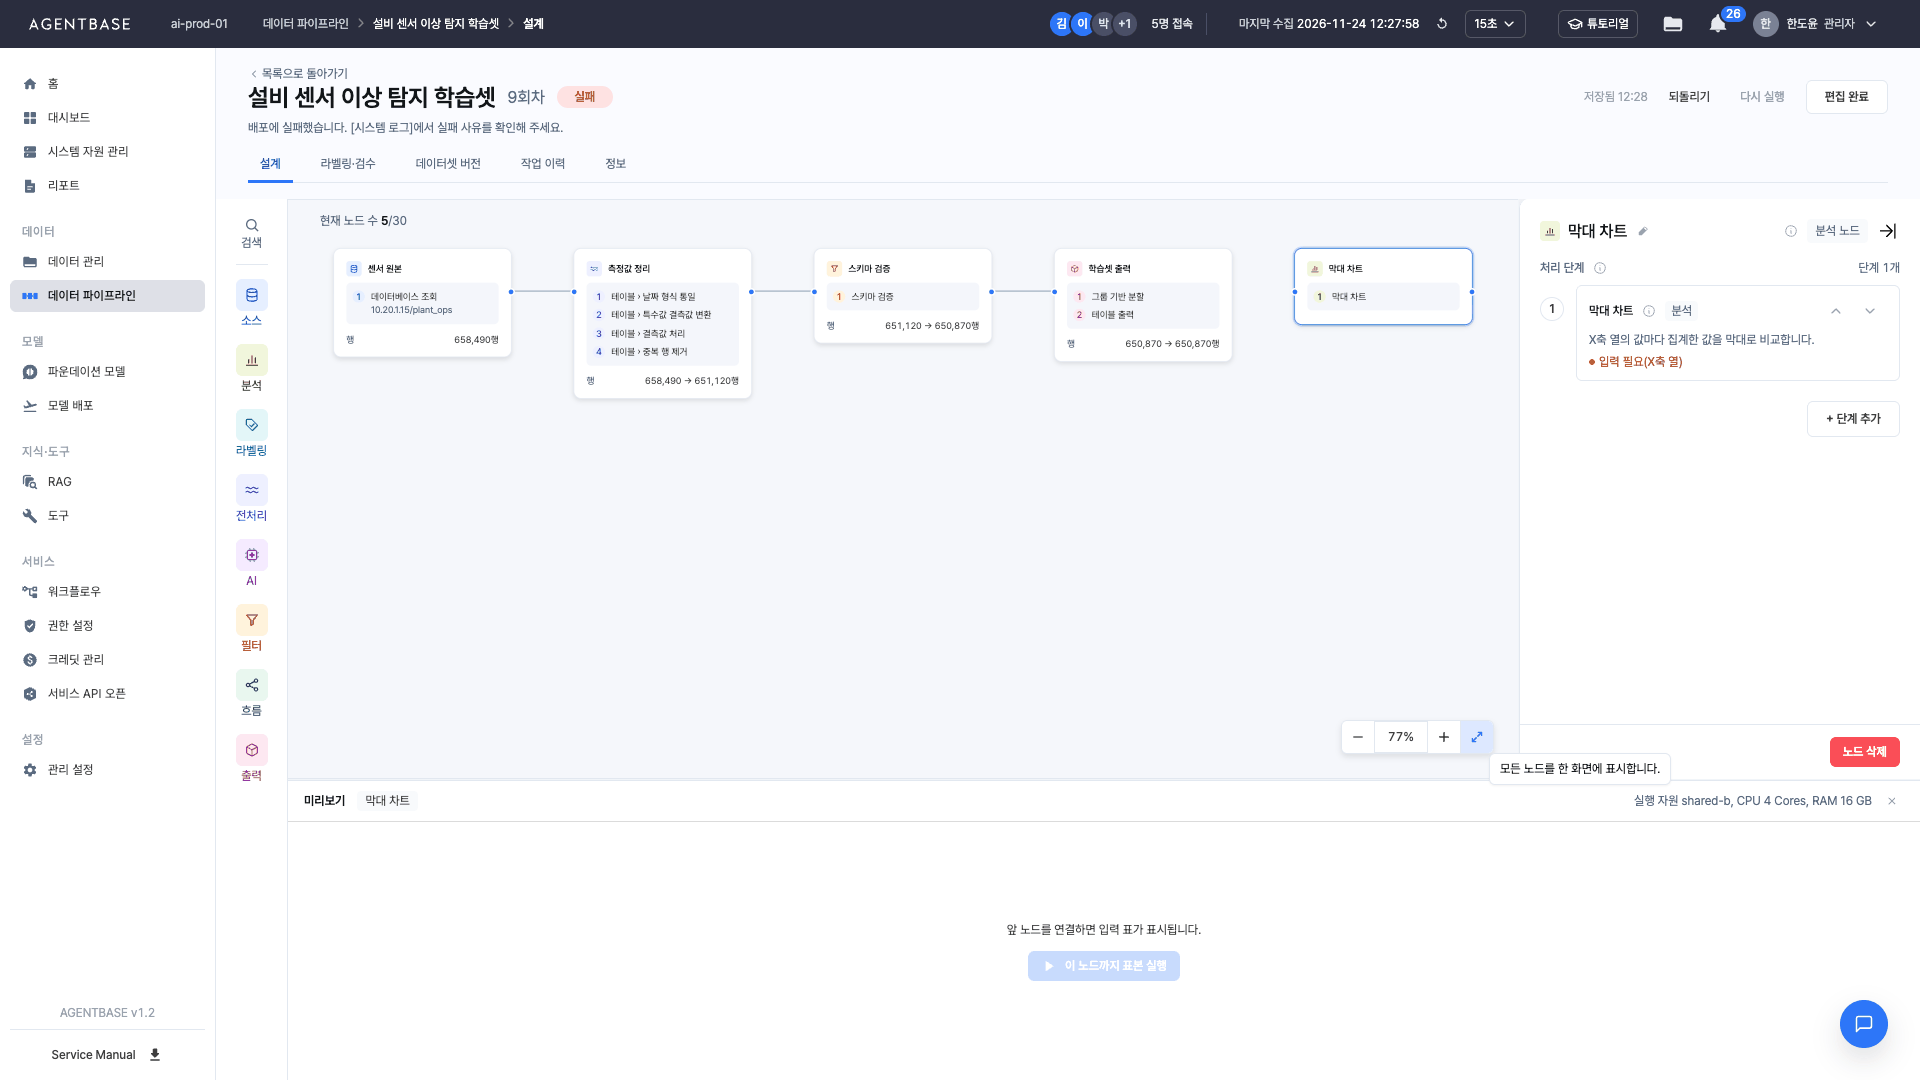 AGENTBASE
ai-prod-01
데이터 파이프라인 > 설비 센서 이상 탐지 학습셋 > 설계
김 이 박 +1 5명 접속
마지막 수집 2026-11-24 12:27:58
15초
튜토리얼
26
한 한도윤 관리자
홈
대시보드
시스템 자원 관리
리포트
데이터
데이터 관리
데이터 파이프라인
모델
파운데이션 모델
모델 배포
지식·도구
RAG
도구
서비스
워크플로우
권한 설정
크레딧 관리
서비스 API 오픈
설정
관리 설정
AGENTBASE v1.2
Service Manual
목록으로 돌아가기
설비 센서 이상 탐지 학습셋 9회차 실패
배포에 실패했습니다. [시스템 로그]에서 실패 사유를 확인해 주세요.
저장됨 12:28 되돌리기 다시 실행 편집 완료
설계 라벨링·검수 데이터셋 버전 작업 이력 정보
검색
소스
분석
라벨링
전처리
AI
필터
흐름
출력
현재 노드 수 5/30
센서 원본
1 데이터베이스 조회
10.20.1.15/plant_ops
행 658,490행
측정값 정리
1 테이블 › 날짜 형식 통일
2 테이블 › 특수값 결측값 변환
3 테이블 › 결측값 처리
4 테이블 › 중복 행 제거
행 658,490 → 651,120행
스키마 검증
1 스키마 검증
행 651,120 → 650,870행
학습셋 출력
1 그룹 기반 분할
2 테이블 출력
행 650,870 → 650,870행
막대 차트
1 막대 차트
77%
모든 노드를 한 화면에 표시합니다.
막대 차트 분석 노드
처리 단계 단계 1개
1 막대 차트 분석
X축 열의 값마다 집계한 값을 막대로 비교합니다.
입력 필요(X축 열)
+ 단계 추가
노드 삭제
미리보기 막대 차트
실행 자원 shared-b, CPU 4 Cores, RAM 16 GB
앞 노드를 연결하면 입력 표가 표시됩니다.
이 노드까지 표본 실행